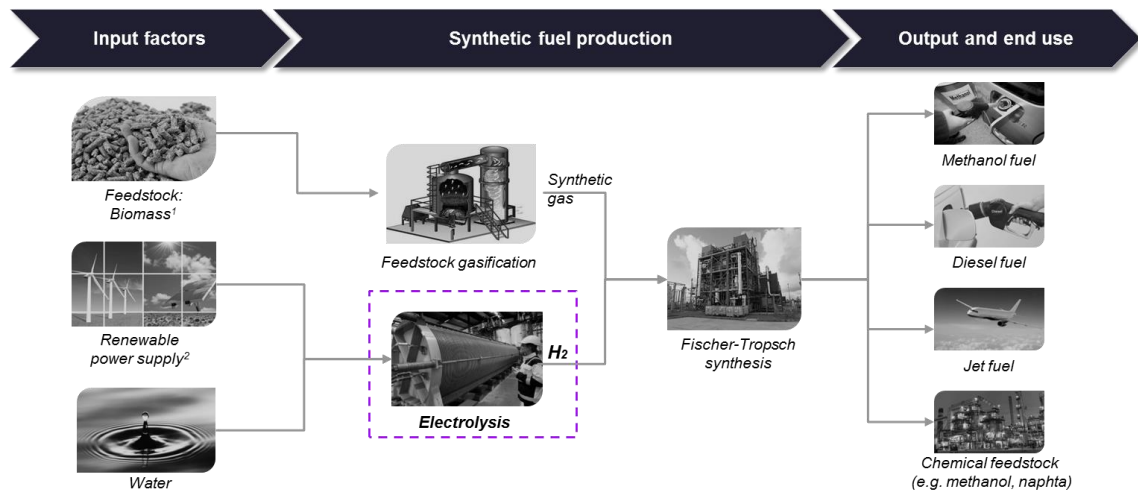 Input factors
Synthetic fuel production
Output and end use
Feedstock:
Biomass¹
Renewable
power supply²
Water
Feedstock gasification
Synthetic
gas
H₂
Electrolysis
Fischer-Tropsch
synthesis
Methanol
Methanol fuel
Diesel fuel
Jet fuel
Chemical feedstock
(e.g. methanol, naphta)